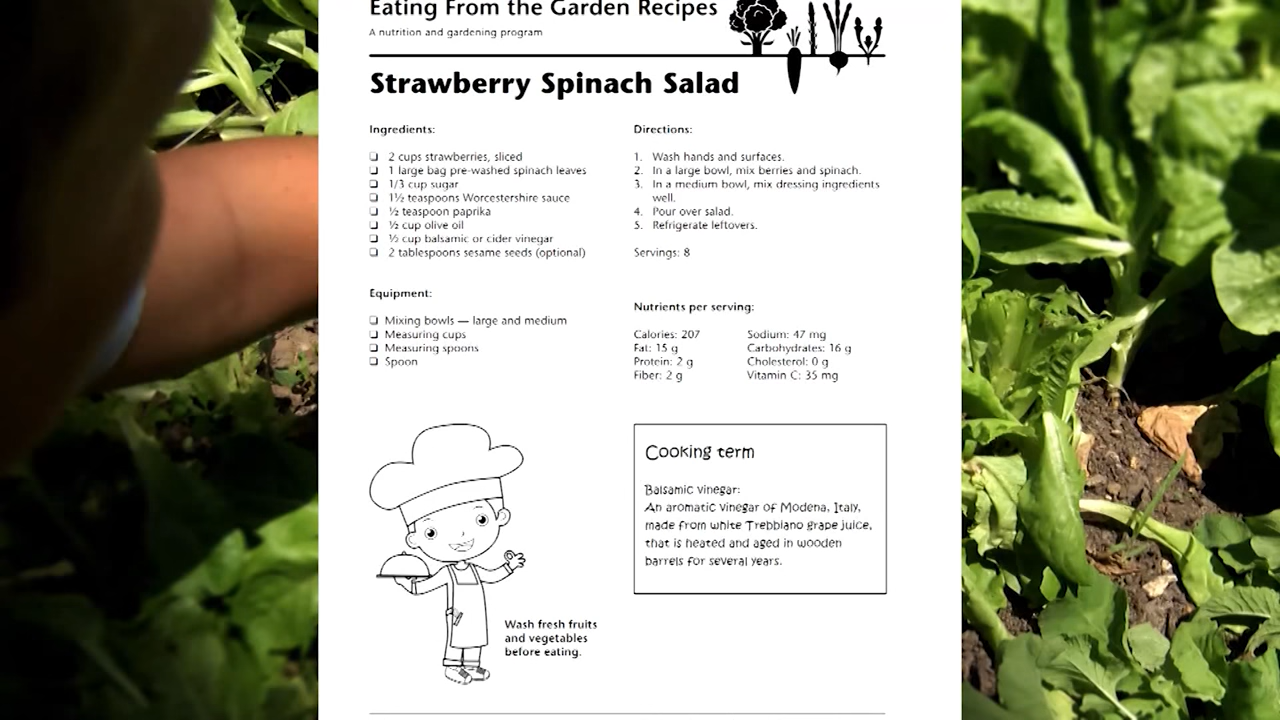 Eating From the Garden Recipes
A nutrition and gardening program
Strawberry Spinach Salad
Ingredients:
❏ 2 cups strawberries, sliced
❏ 1 large bag pre-washed spinach leaves
❏ 1/3 cup sugar
❏ 1½ teaspoons Worcestershire sauce
❏ ½ teaspoon paprika
❏ ½ cup olive oil
❏ ½ cup balsamic or cider vinegar
❏ 2 tablespoons sesame seeds (optional)
Equipment:
❏ Mixing bowls — large and medium
❏ Measuring cups
❏ Measuring spoons
❏ Spoon
Directions:
1. Wash hands and surfaces.
2. In a large bowl, mix berries and spinach.
3. In a medium bowl, mix dressing ingredients
well.
4. Pour over salad.
5. Refrigerate leftovers.
Servings: 8
Nutrients per serving:
Calories: 207 Sodium: 47 mg
Fat: 15 g Carbohydrates: 16 g
Protein: 2 g Cholesterol: 0 g
Fiber: 2 g Vitamin C: 35 mg
Wash fresh fruits
and vegetables
before eating.
Cooking term
Balsamic vinegar:
An aromatic vinegar of Modena, Italy,
made from white Trebbiano grape juice,
that is heated and aged in wooden
barrels for several years.